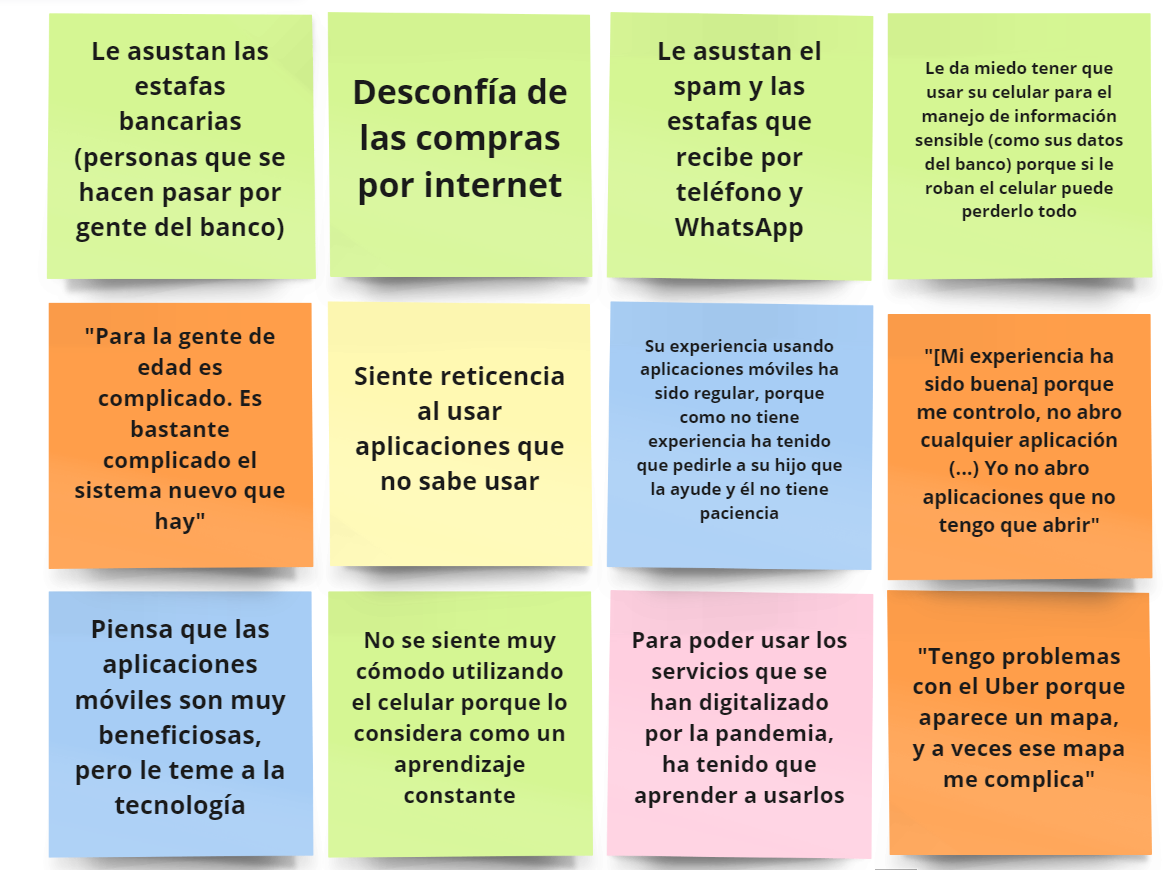 Le asustan las
estafas
bancarias
(personas que se
hacen pasar por
gente del banco)
Desconfía de
las compras
por internet
Le asustan el
spam y las
estafas que
recibe por
teléfono y
WhatsApp
Le da miedo tener que
usar su celular para el
manejo de información
sensible (como sus datos
del banco) porque si le
roban el celular puede
perderlo todo
"Para la gente de
edad es
complicado. Es
bastante
complicado el
sistema nuevo que
hay"
Siente reticencia
al usar
aplicaciones que
no sabe usar
Su experiencia usando
aplicaciones móviles ha
sido regular, porque
como no tiene
experiencia ha tenido
que pedirle a su hijo que
la ayude y él no tiene
paciencia
"[Mi experiencia ha
sido buena] porque
me controlo, no abro
cualquier aplicación
(...) Yo no abro
aplicaciones que no
tengo que abrir"
Piensa que las
aplicaciones
móviles son muy
beneficiosas,
pero le teme a la
tecnología
No se siente muy
cómodo utilizando
el celular porque lo
considera como un
aprendizaje
constante
Para poder usar los
servicios que se
han digitalizado
por la pandemia,
ha tenido que
aprender a usarlos
"Tengo problemas
con el Uber porque
aparece un mapa,
y a veces ese mapa
me complica"